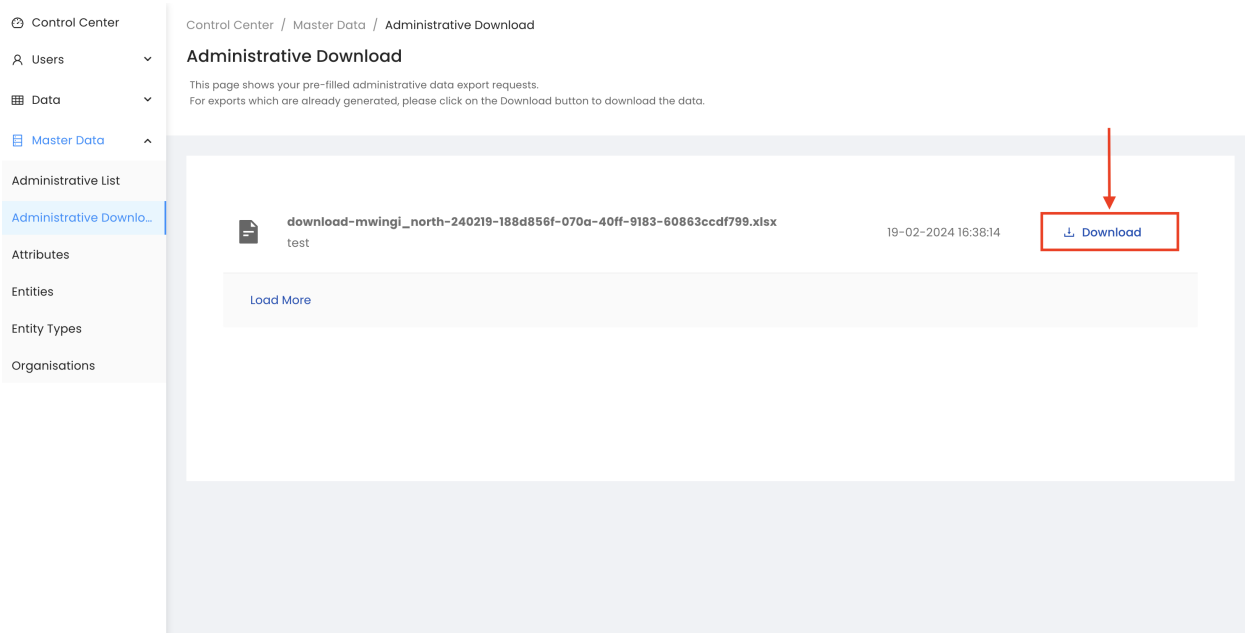 Control Center
Users
Data
Master Data
Administrative List
Administrative Downlo...
Attributes
Entities
Entity Types
Organisations
Control Center / Master Data / Administrative Download
Administrative Download
This page shows your pre-filled administrative data export requests.
For exports which are already generated, please click on the Download button to download the data.
download-mwingi_north-240219-188d856f-070a-40ff-9183-60863ccdf799.xlsx
test
19-02-2024 16:38:14
Download
Load More